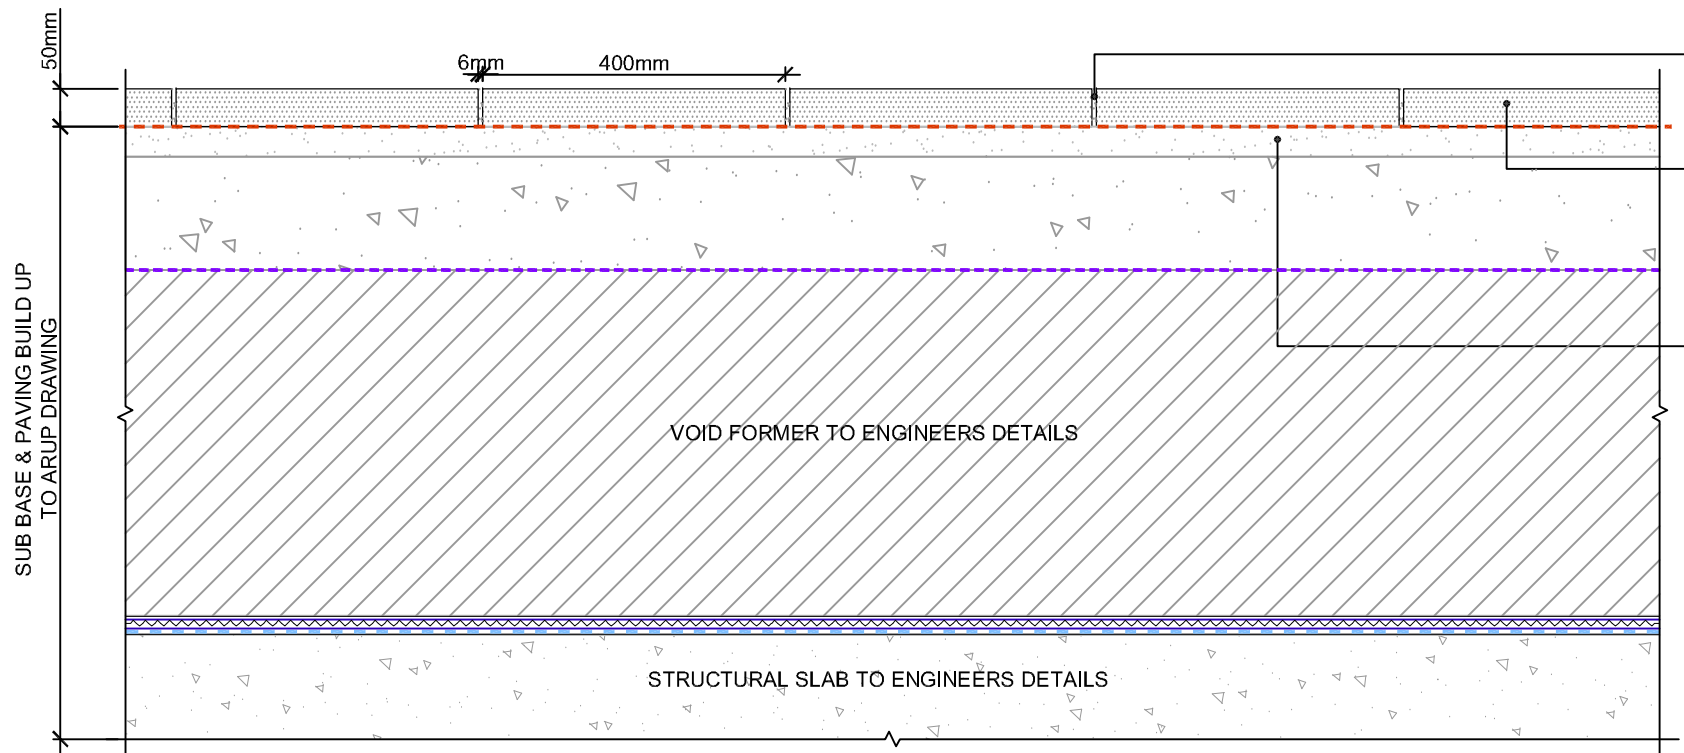 50mm
6mm
400mm
SUB BASE & PAVING BUILD UP
TO ARUP DRAWING
VOID FORMER TO ENGINEERS DETAILS
STRUCTURAL SLAB TO ENGINEERS DETAILS